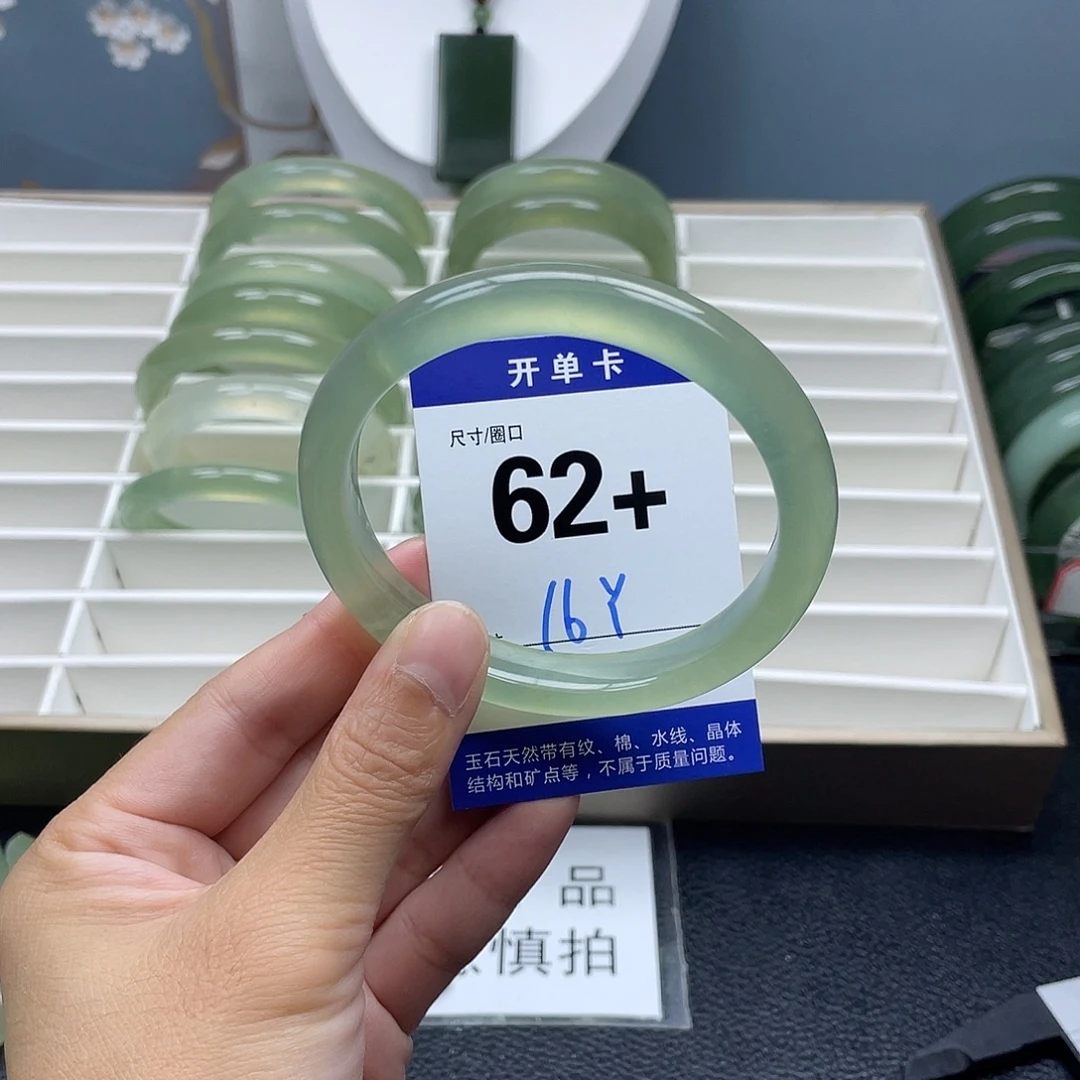 开单卡
尺寸/圈口
62+
16Y
玉石天然带有纹、棉、水线、晶体
结构和矿点等，不属于质量问题。
品
慎拍